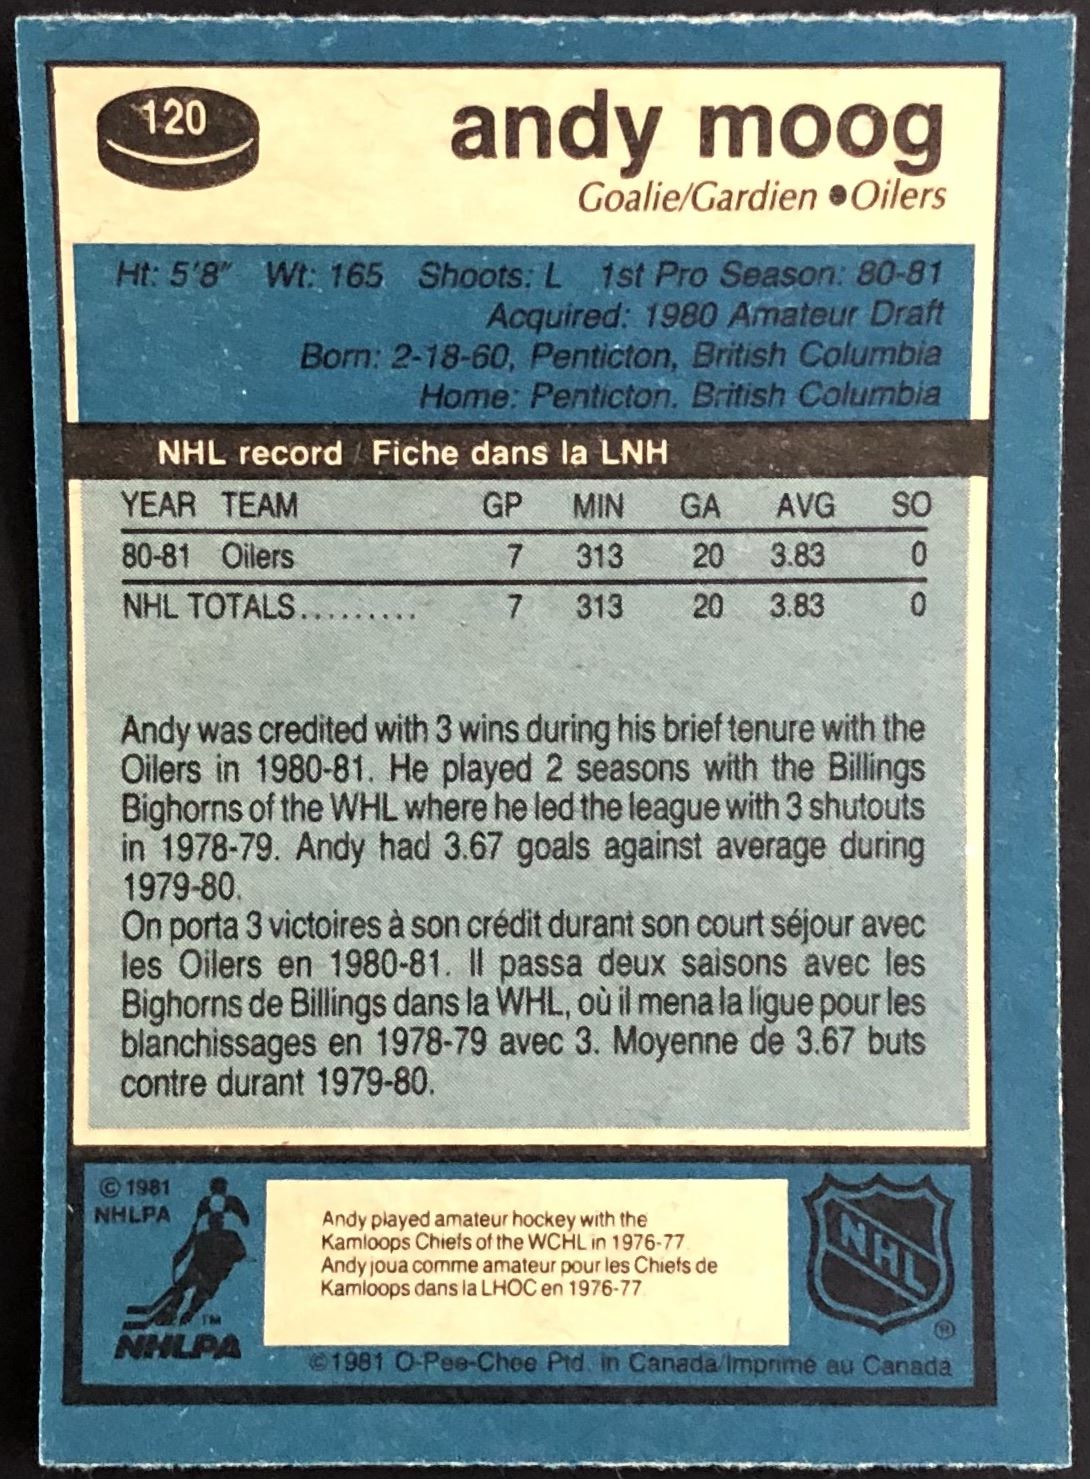 120
andy moog
Goalie/Gardien ●Oilers
Ht: 5'8" Wt: 165 Shoots: L 1st Pro Season: 80-81
Acquired: 1980 Amateur Draft
Born: 2-18-60, Penticton, British Columbia
Home: Penticton, British Columbia
NHL record / Fiche dans la LNH
YEAR TEAM GP MIN GA AVG SO
80-81 Oilers 7 313 20 3.83 0
NHL TOTALS......... 7 313 20 3.83 0
Andy was credited with 3 wins during his brief tenure with the
Oilers in 1980-81. He played 2 seasons with the Billings
Bighorns of the WHL where he led the league with 3 shutouts
in 1978-79. Andy had 3.67 goals against average during
1979-80.
On porta 3 victoires à son crédit durant son court séjour avec
les Oilers en 1980-81. Il passa deux saisons avec les
Bighorns de Billings dans la WHL, où il mena la ligue pour les
blanchissages en 1978-79 avec 3. Moyenne de 3.67 buts
contre durant 1979-80.
© 1981
NHLPA
TM
NHLPA
Andy played amateur hockey with the
Kamloops Chiefs of the WCHL in 1976-77.
Andy joua comme amateur pour les Chiefs de
Kamloops dans la LHOC en 1976-77.
NHL
®
©1981 O-Pee-Chee Ptd. in Canada/Imprimé au Canada